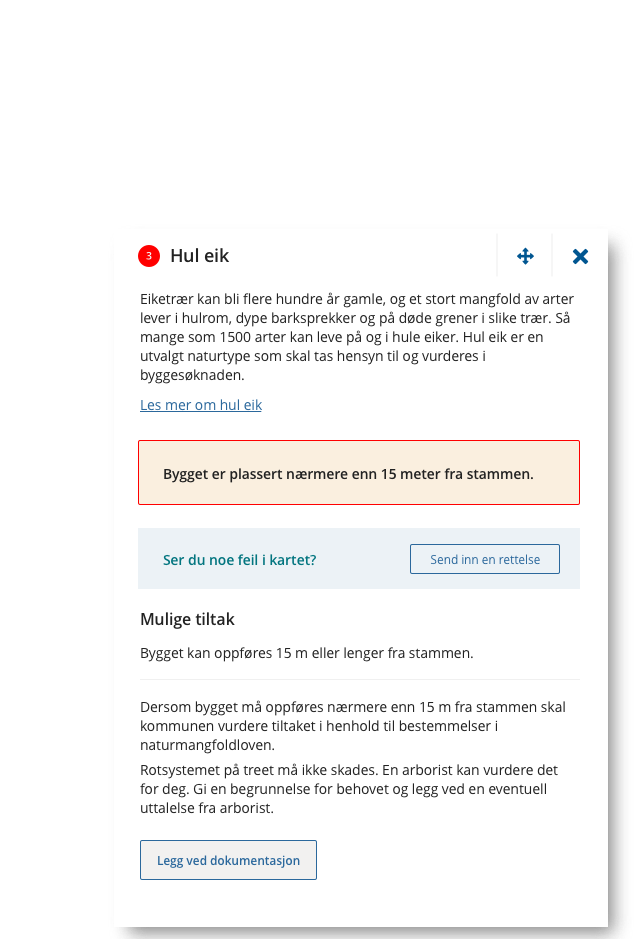 3 Hul eik
Eiketrær kan bli flere hundre år gamle, og et stort mangfold av arter
lever i hulrom, dype barksprekker og på døde grener i slike trær. Så
mange som 1500 arter kan leve på og i hule eiker. Hul eik er en
utvalgt naturtype som skal tas hensyn til og vurderes i
byggesøknaden.
Les mer om hul eik
Bygget er plassert nærmere enn 15 meter fra stammen.
Ser du noe feil i kartet? Send inn en rettelse
Mulige tiltak
Bygget kan oppføres 15 m eller lenger fra stammen.
Dersom bygget må oppføres nærmere enn 15 m fra stammen skal
kommunen vurdere tiltaket i henhold til bestemmelser i
naturmangfoldloven.
Rotsystemet på treet må ikke skades. En arborist kan vurdere det
for deg. Gi en begrunnelse for behovet og legg ved en eventuell
uttalelse fra arborist.
Legg ved dokumentasjon